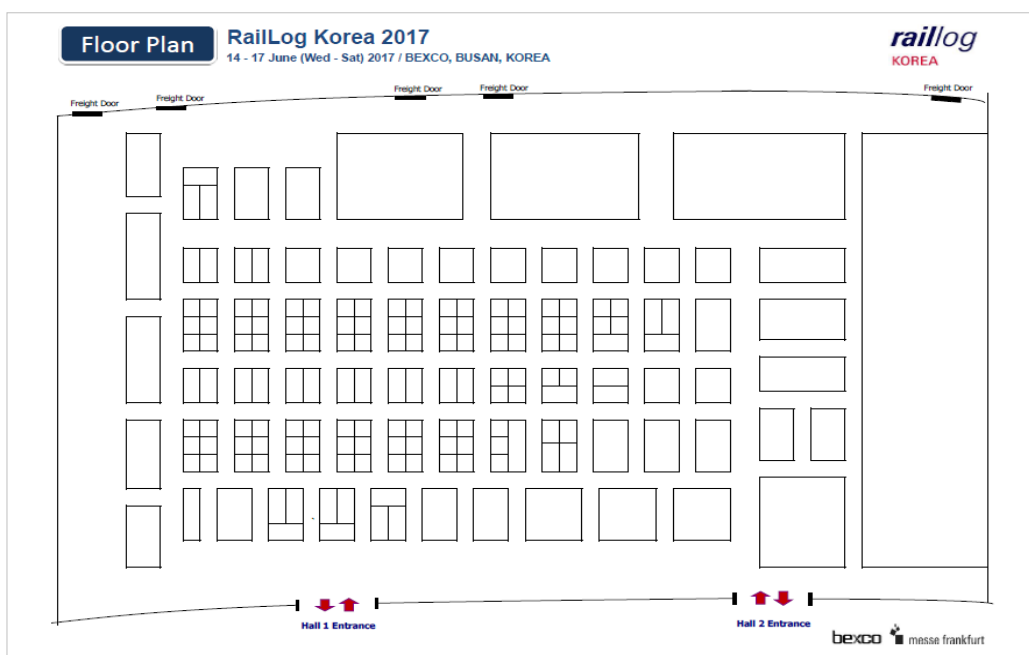 Floor Plan
RailLog Korea 2017
14 - 17 June (Wed - Sat) 2017 / BEXCO, BUSAN, KOREA
raillog
KOREA
Freight Door
Freight Door
Freight Door
Freight Door
Freight Door
Hall 1 Entrance
Hall 2 Entrance
bexco
messe frankfurt